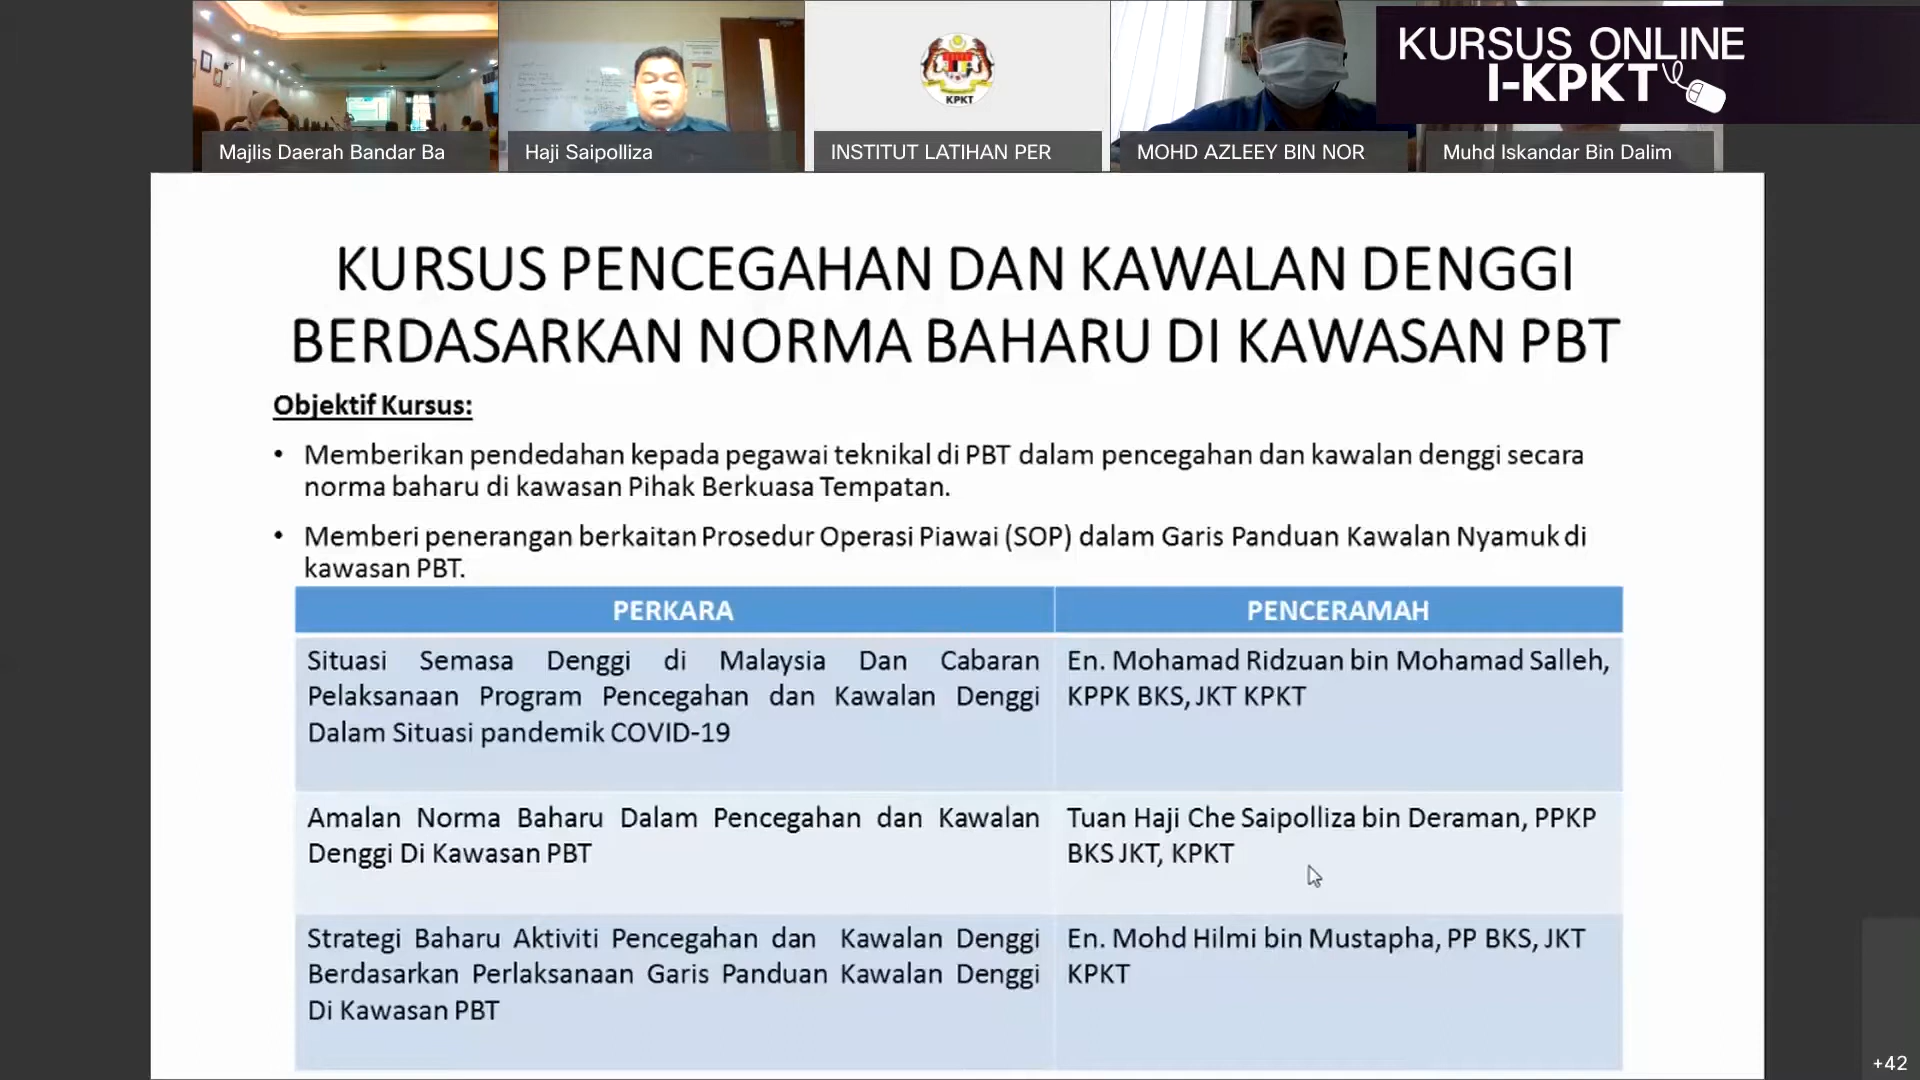 KURSUS ONLINE
I-KPKT
KPKT
Majlis Daerah Bandar Ba
Haji Saipolliza
INSTITUT LATIHAN PER
MOHD AZLEEY BIN NOR
Muhd Iskandar Bin Dalim
KURSUS PENCEGAHAN DAN KAWALAN DENGGI
BERDASARKAN NORMA BAHARU DI KAWASAN PBT
Objektif Kursus:
• Memberikan pendedahan kepada pegawai teknikal di PBT dalam pencegahan dan kawalan denggi secara
norma baharu di kawasan Pihak Berkuasa Tempatan.
• Memberi penerangan berkaitan Prosedur Operasi Piawai (SOP) dalam Garis Panduan Kawalan Nyamuk di
kawasan PBT.
PERKARA
PENCERAMAH
Situasi Semasa Denggi di Malaysia Dan Cabaran
Pelaksanaan Program Pencegahan dan Kawalan Denggi
Dalam Situasi pandemik COVID-19
En. Mohamad Ridzuan bin Mohamad Salleh,
KPPK BKS, JKT KPKT
Amalan Norma Baharu Dalam Pencegahan dan Kawalan
Denggi Di Kawasan PBT
Tuan Haji Che Saipolliza bin Deraman, PPKP
BKS JKT, KPKT
Strategi Baharu Aktiviti Pencegahan dan Kawalan Denggi
Berdasarkan Perlaksanaan Garis Panduan Kawalan Denggi
Di Kawasan PBT
En. Mohd Hilmi bin Mustapha, PP BKS, JKT
KPKT
+42